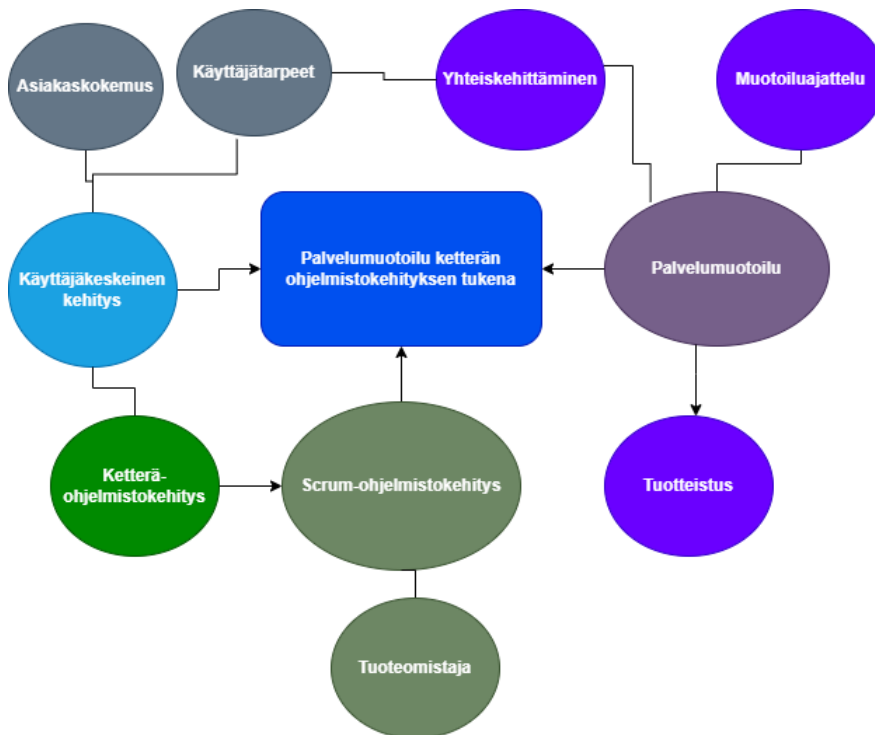 Asiakaskokemus
Käyttäjätarpeet
Yhteiskehittäminen
Muotoiluajattelu
Käyttäjäkeskeinen
kehitys
Palvelumuotoilu ketterän
ohjelmistokehityksen tukena
Palvelumuotoilu
Ketterä-
ohjelmistokehitys
Scrum-ohjelmistokehitys
Tuotteistus
Tuoteomistaja